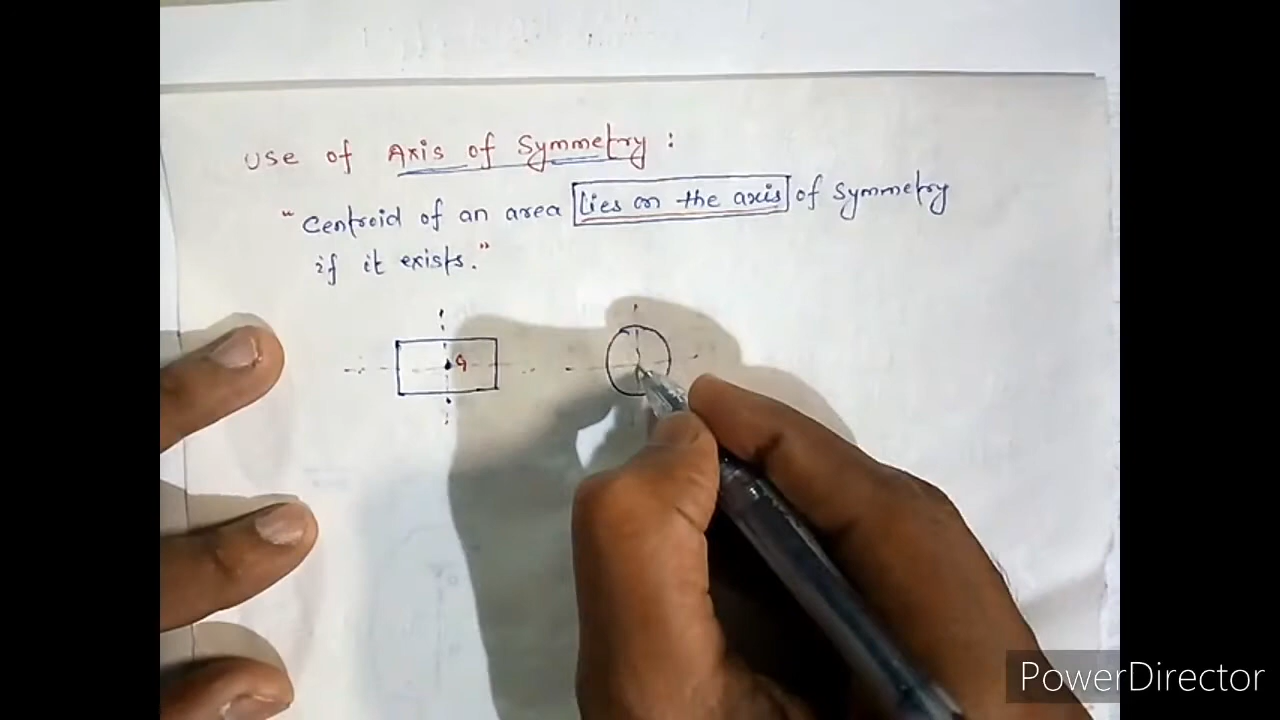 Use of Axis of Symmetry :
"Centroid of an area lies on the axis of symmetry
if it exists."
G
PowerDirector